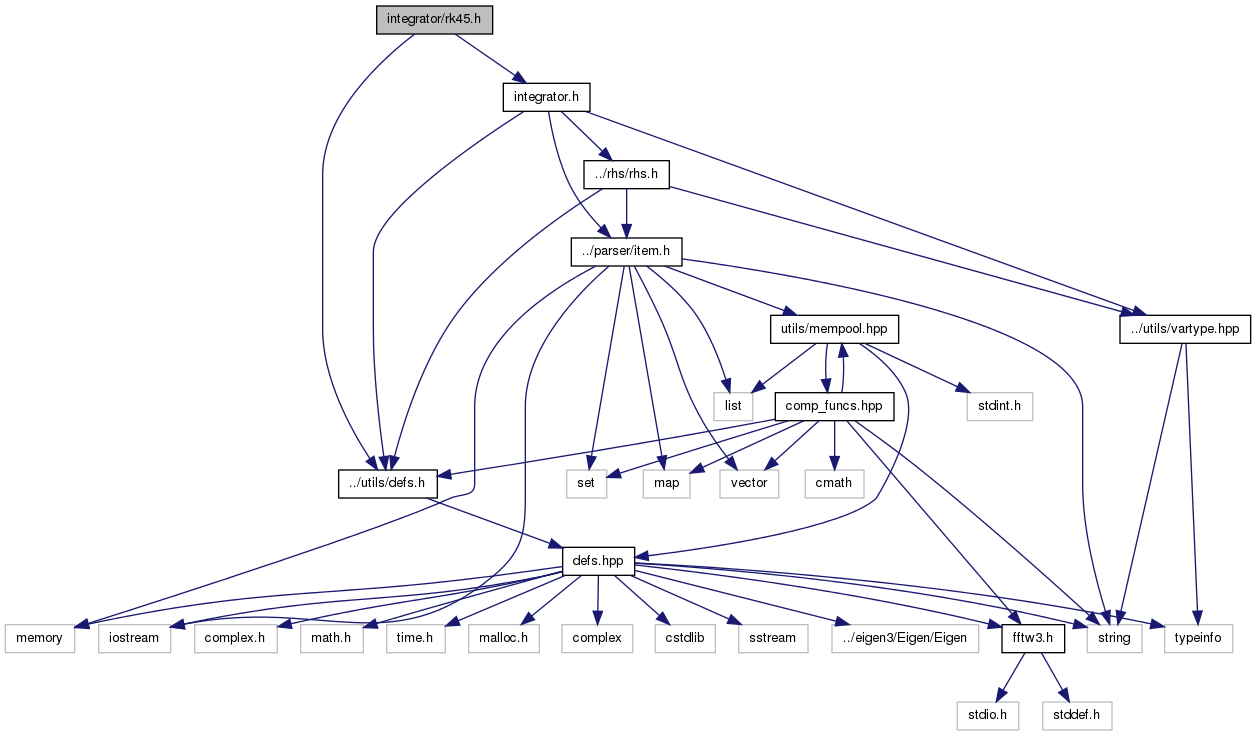 integrator/rk45.h
integrator.h
../rhs/rhs.h
../parser/item.h
utils/mempool.hpp
../utils/vartype.hpp
list
comp_funcs.hpp
stdint.h
../utils/defs.h
set
map
vector
cmath
defs.hpp
memory
iostream
complex.h
math.h
time.h
malloc.h
complex
cstdlib
sstream
../eigen3/Eigen/Eigen
fftw3.h
string
typeinfo
stdio.h
stddef.h